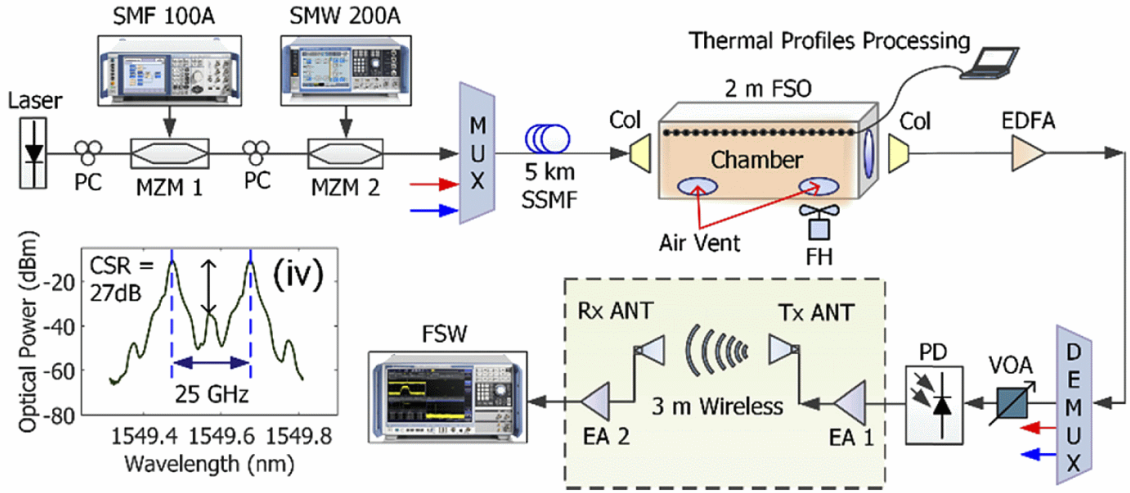 SMF 100A
SMW 200A
Thermal Profiles Processing
Laser
2 m FSO
M
U
X
Col
Col
EDFA
Chamber
PC
MZM 1
PC
MZM 2
5 km
SSMF
Air Vent
FH
Optical Power (dBm)
-20
-40
-60
-80
CSR =
27dB
(iv)
25 GHz
1549.4
1549.6
1549.8
Wavelength (nm)
FSW
Rx ANT
Tx ANT
3 m Wireless
EA 2
EA 1
PD
VOA
D
E
M
U
X